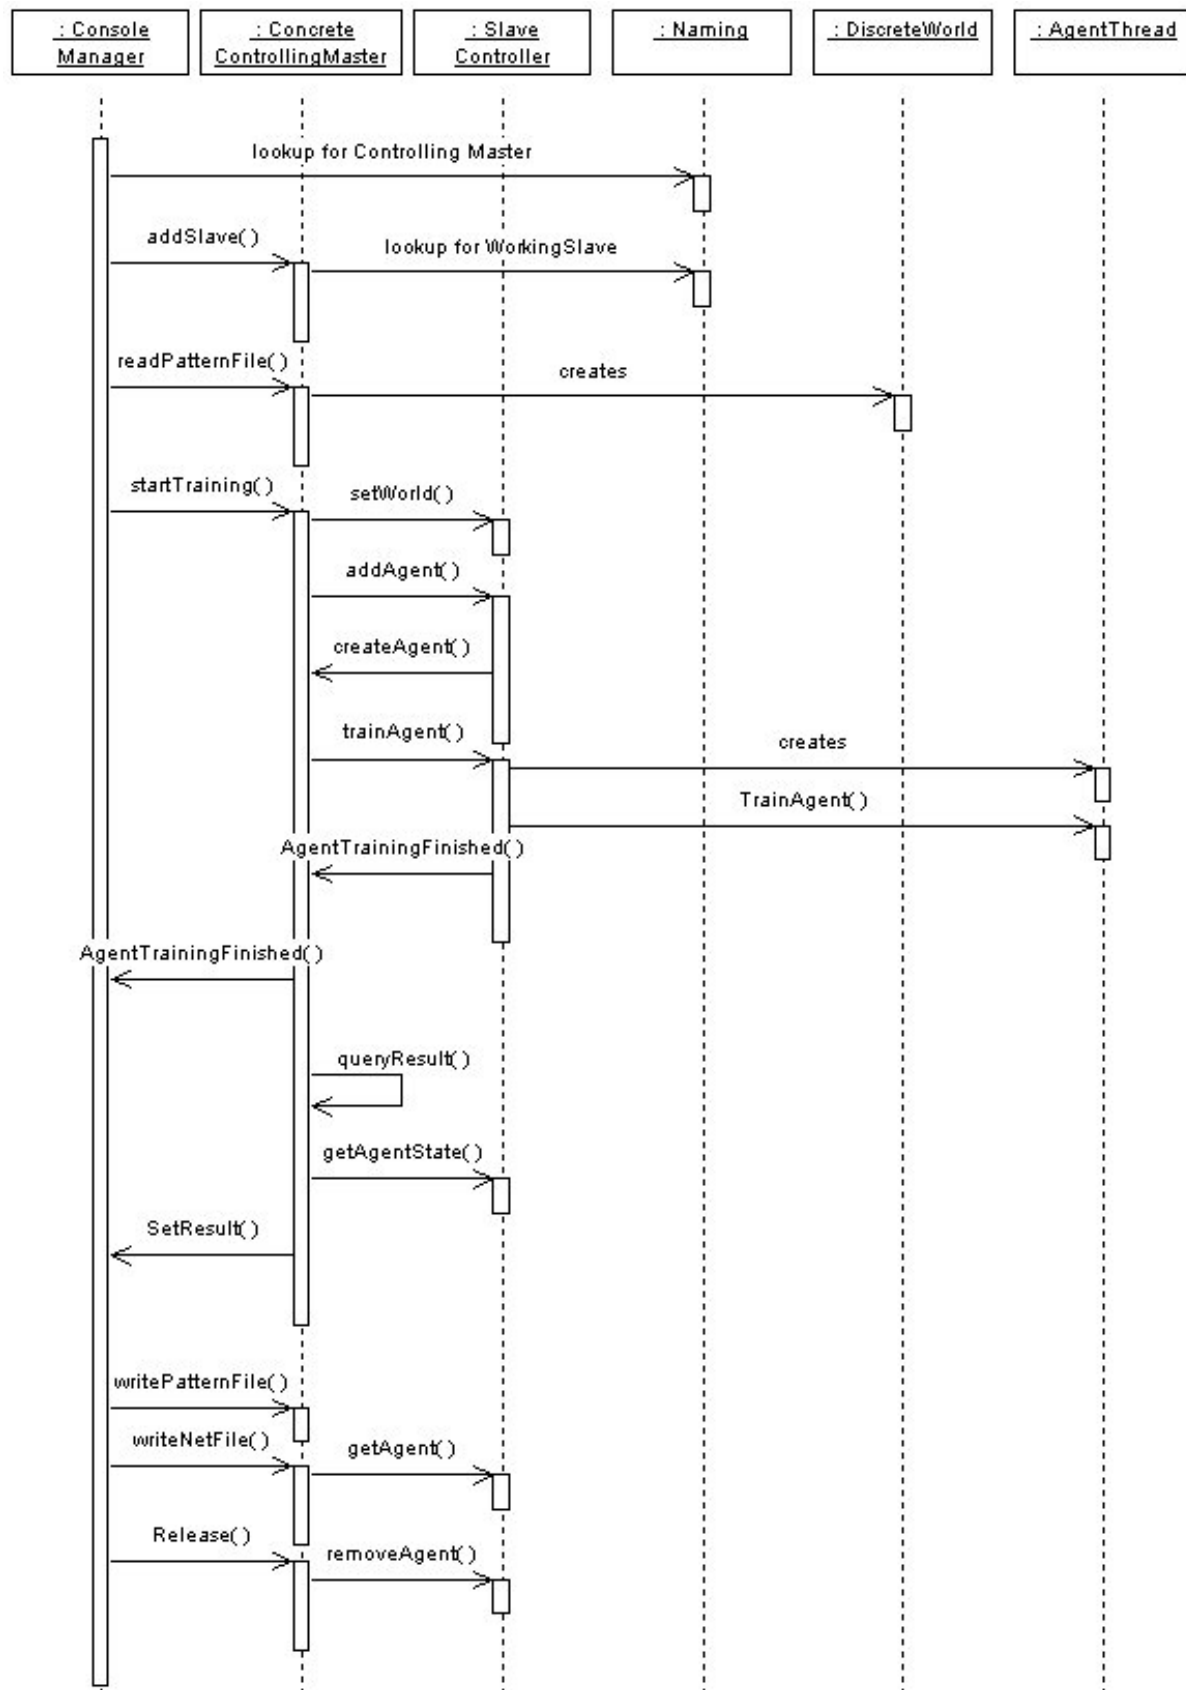 : Console
Manager
: Concrete
ControllingMaster
: Slave
Controller
: Naming
: DiscreteWorld
: AgentThread
lookup for Controlling Master
addSlave( )
lookup for WorkingSlave
readPatternFile( )
creates
startTraining( )
setWorld( )
addAgent( )
createAgent( )
trainAgent( )
creates
TrainAgent( )
AgentTrainingFinished( )
AgentTrainingFinished( )
queryResult( )
getAgentState( )
SetResult( )
writePatternFile( )
writeNetFile( )
getAgent( )
Release( )
removeAgent( )